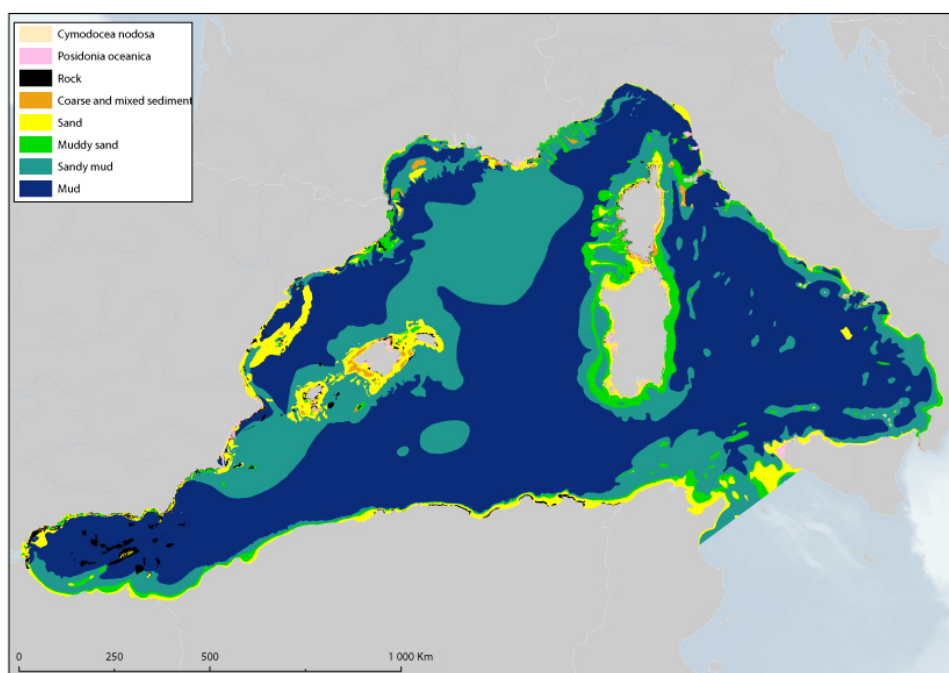 Cymodocea nodosa
Posidonia oceanica
Rock
Coarse and mixed sediment
Sand
Muddy sand
Sandy mud
Mud
0 250 500 1 000 Km